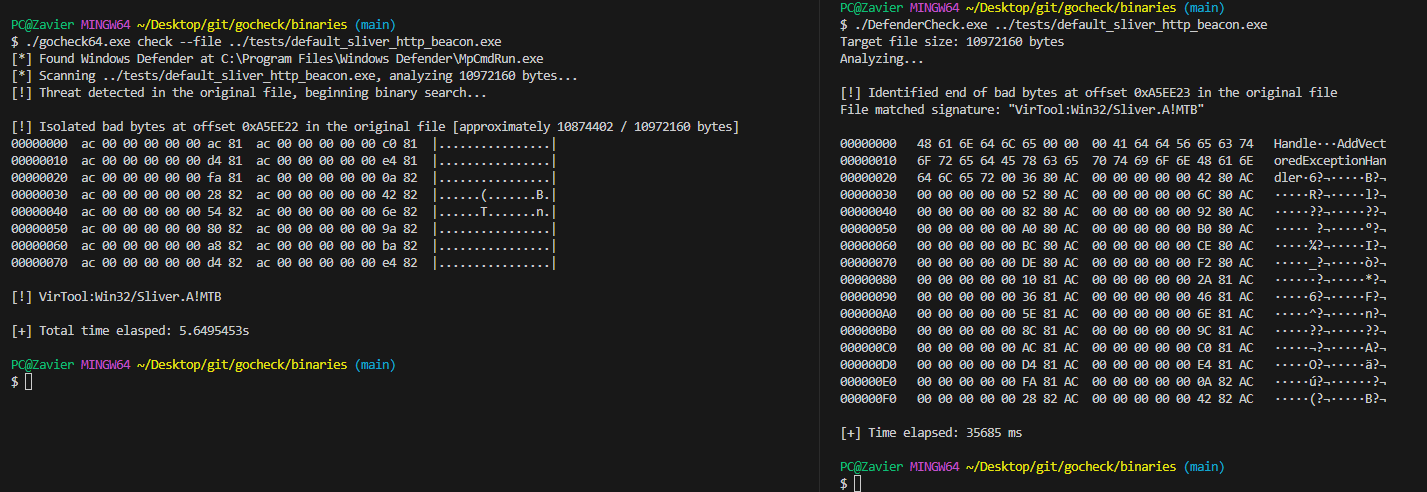 PC@Zavier MINGW64 ~/Desktop/git/gocheck/binaries (main)
$ ./gocheck64.exe check --file ../tests/default_sliver_http_beacon.exe
[*] Found Windows Defender at C:\Program Files\Windows Defender\MpCmdRun.exe
[*] Scanning ../tests/default_sliver_http_beacon.exe, analyzing 10972160 bytes...
[!] Threat detected in the original file, beginning binary search...
[!] Isolated bad bytes at offset 0xA5EE22 in the original file [approximately 10874402 / 10972160 bytes]
00000000  ac 00 00 00 00 00 ac 81  ac 00 00 00 00 00 c0 81  |................|
00000010  ac 00 00 00 00 00 d4 81  ac 00 00 00 00 00 e4 81  |................|
00000020  ac 00 00 00 00 00 fa 81  ac 00 00 00 00 00 0a 82  |................|
00000030  ac 00 00 00 00 00 28 82  ac 00 00 00 00 00 42 82  |......(.......B.|
00000040  ac 00 00 00 00 00 54 82  ac 00 00 00 00 00 6e 82  |......T.......n.|
00000050  ac 00 00 00 00 00 80 82  ac 00 00 00 00 00 9a 82  |................|
00000060  ac 00 00 00 00 00 a8 82  ac 00 00 00 00 00 ba 82  |................|
00000070  ac 00 00 00 00 00 d4 82  ac 00 00 00 00 00 e4 82  |................|
[!] VirTool:Win32/Sliver.A!MTB
[+] Total time elasped: 5.6495453s
PC@Zavier MINGW64 ~/Desktop/git/gocheck/binaries (main)
$
PC@Zavier MINGW64 ~/Desktop/git/gocheck/binaries (main)
$ ./DefenderCheck.exe ../tests/default_sliver_http_beacon.exe
Target file size: 10972160 bytes
Analyzing...
[!] Identified end of bad bytes at offset 0xA5EE23 in the original file
File matched signature: "VirTool:Win32/Sliver.A!MTB"
00000000   48 61 6E 64 6C 65 00 00  00 41 64 64 56 65 63 74   Handle···AddVect
00000010   6F 72 65 64 45 78 63 65  70 74 69 6F 6E 48 61 6E   oredExceptionHan
00000020   64 6C 65 72 00 36 80 AC  00 00 00 00 00 42 80 AC   dler·6?¬·····B?¬
00000030   00 00 00 00 00 52 80 AC  00 00 00 00 00 6C 80 AC   ·····R?¬·····l?¬
00000040   00 00 00 00 00 82 80 AC  00 00 00 00 00 92 80 AC   ·····??¬·····??¬
00000050   00 00 00 00 00 A0 80 AC  00 00 00 00 00 B0 80 AC   ····· ?¬·····º?¬
00000060   00 00 00 00 00 BC 80 AC  00 00 00 00 00 CE 80 AC   ·····¼?¬·····I?¬
00000070   00 00 00 00 00 DE 80 AC  00 00 00 00 00 F2 80 AC   ·····_?¬·····ò?¬
00000080   00 00 00 00 00 10 81 AC  00 00 00 00 00 2A 81 AC   ······?¬·····*?¬
00000090   00 00 00 00 00 36 81 AC  00 00 00 00 00 46 81 AC   ·····6?¬·····F?¬
000000A0   00 00 00 00 00 5E 81 AC  00 00 00 00 00 6E 81 AC   ·····^?¬·····n?¬
000000B0   00 00 00 00 00 8C 81 AC  00 00 00 00 00 9C 81 AC   ·····??¬·····??¬
000000C0   00 00 00 00 00 AC 81 AC  00 00 00 00 00 C0 81 AC   ·····¬?¬·····A?¬
000000D0   00 00 00 00 00 D4 81 AC  00 00 00 00 00 E4 81 AC   ·····O?¬·····ä?¬
000000E0   00 00 00 00 00 FA 81 AC  00 00 00 00 00 0A 82 AC   ·····ú?¬······?¬
000000F0   00 00 00 00 00 28 82 AC  00 00 00 00 00 42 82 AC   ·····(?¬·····B?¬
[+] Time elapsed: 35685 ms
PC@Zavier MINGW64 ~/Desktop/git/gocheck/binaries (main)
$